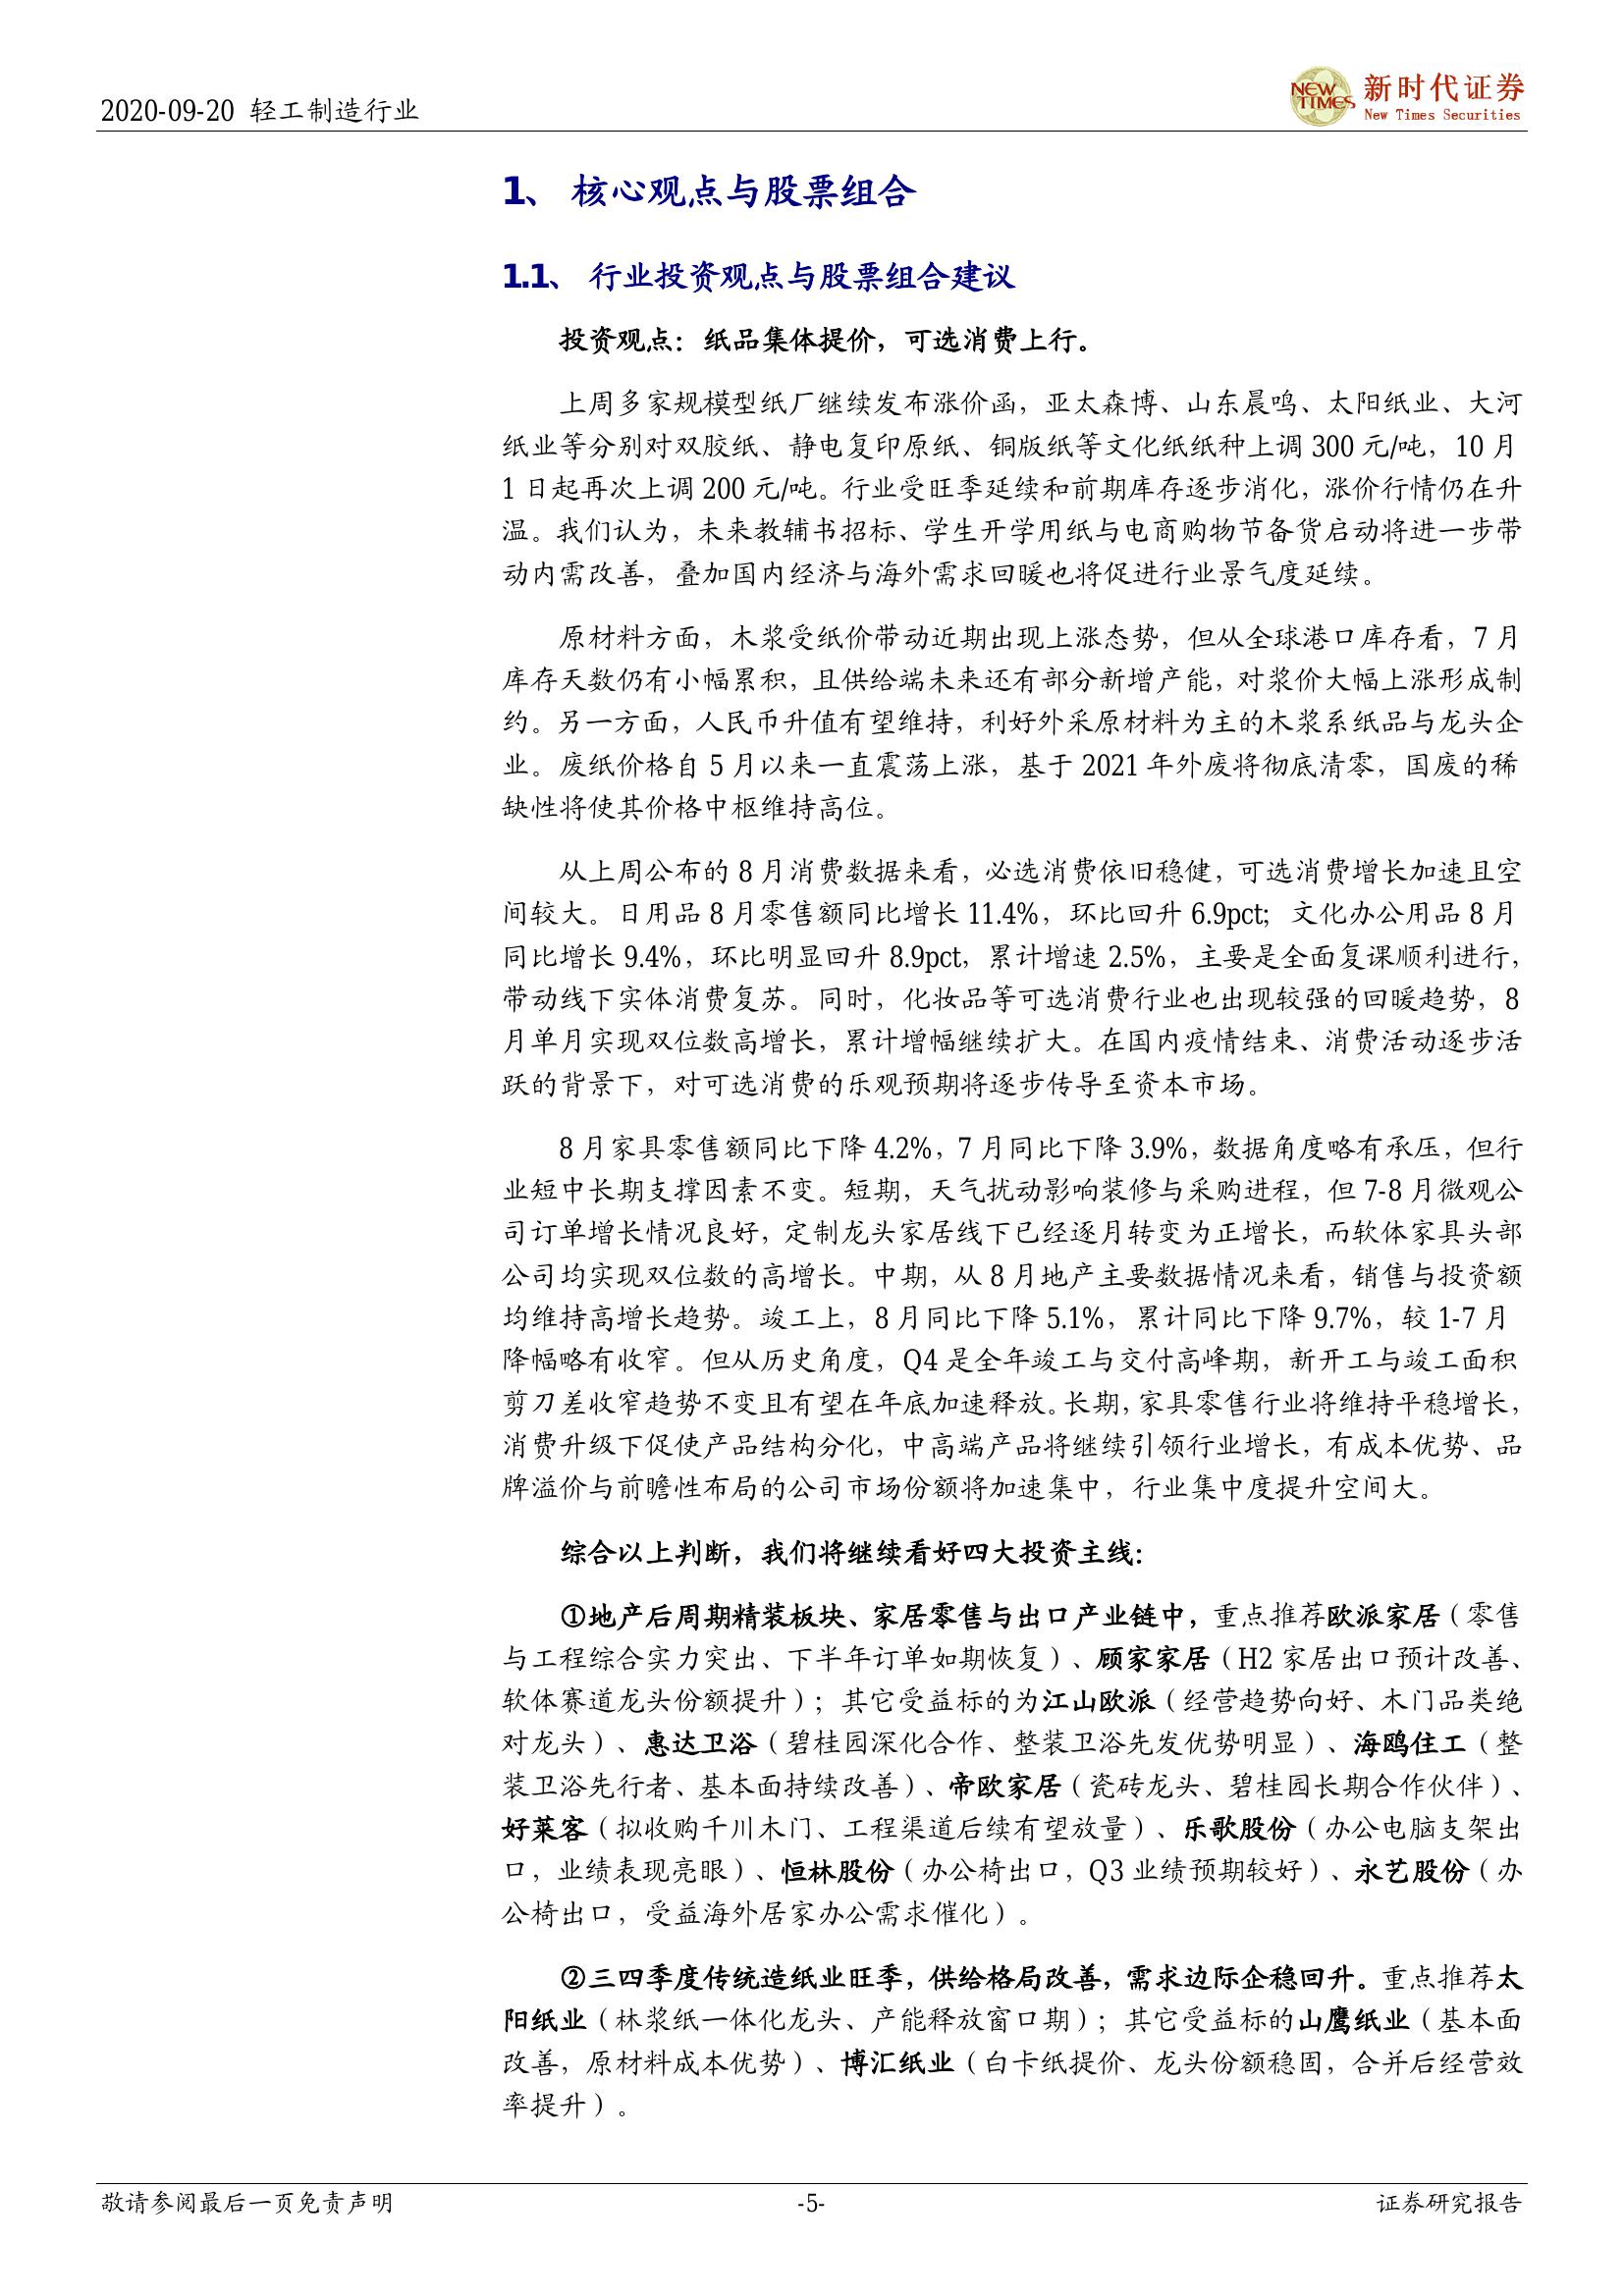 2020-09-20 轻工制造行业
NEW TIMES 新时代证券
New Times Securities
1、 核心观点与股票组合
1.1、 行业投资观点与股票组合建议
投资观点：纸品集体提价，可选消费上行。
上周多家规模型纸厂继续发布涨价函，亚太森博、山东晨鸣、太阳纸业、大河
纸业等分别对双胶纸、静电复印原纸、铜版纸等文化纸纸种上调 300 元/吨，10 月
1 日起再次上调 200 元/吨。行业受旺季延续和前期库存逐步消化，涨价行情仍在升
温。我们认为，未来教辅书招标、学生开学用纸与电商购物节备货启动将进一步带
动内需改善，叠加国内经济与海外需求回暖也将促进行业景气度延续。
原材料方面，木浆受纸价带动近期出现上涨态势，但从全球港口库存看，7 月
库存天数仍有小幅累积，且供给端未来还有部分新增产能，对浆价大幅上涨形成制
约。另一方面，人民币升值有望维持，利好外采原材料为主的木浆系纸品与龙头企
业。废纸价格自 5 月以来一直震荡上涨，基于 2021 年外废将彻底清零，国废的稀
缺性将使其价格中枢维持高位。
从上周公布的 8 月消费数据来看，必选消费依旧稳健，可选消费增长加速且空
间较大。日用品 8 月零售额同比增长 11.4%，环比回升 6.9pct；文化办公用品 8 月
同比增长 9.4%，环比明显回升 8.9pct，累计增速 2.5%，主要是全面复课顺利进行，
带动线下实体消费复苏。同时，化妆品等可选消费行业也出现较强的回暖趋势，8
月单月实现双位数高增长，累计增幅继续扩大。在国内疫情结束、消费活动逐步活
跃的背景下，对可选消费的乐观预期将逐步传导至资本市场。
8 月家具零售额同比下降 4.2%，7 月同比下降 3.9%，数据角度略有承压，但行
业短中长期支撑因素不变。短期，天气扰动影响装修与采购进程，但 7-8 月微观公
司订单增长情况良好，定制龙头家居线下已经逐月转变为正增长，而软体家具头部
公司均实现双位数的高增长。中期，从 8 月地产主要数据情况来看，销售与投资额
均维持高增长趋势。竣工上，8 月同比下降 5.1%，累计同比下降 9.7%，较 1-7 月
降幅略有收窄。但从历史角度，Q4 是全年竣工与交付高峰期，新开工与竣工面积
剪刀差收窄趋势不变且有望在年底加速释放。长期，家具零售行业将维持平稳增长，
消费升级下促使产品结构分化，中高端产品将继续引领行业增长，有成本优势、品
牌溢价与前瞻性布局的公司市场份额将加速集中，行业集中度提升空间大。
综合以上判断，我们将继续看好四大投资主线：
①地产后周期精装板块、家居零售与出口产业链中，重点推荐欧派家居（零售
与工程综合实力突出、下半年订单如期恢复）、顾家家居（H2 家居出口预计改善、
软体赛道龙头份额提升）；其它受益标的为江山欧派（经营趋势向好、木门品类绝
对龙头）、惠达卫浴（碧桂园深化合作、整装卫浴先发优势明显）、海鸥住工（整
装卫浴先行者、基本面持续改善）、帝欧家居（瓷砖龙头、碧桂园长期合作伙伴）、
好莱客（拟收购千川木门、工程渠道后续有望放量）、乐歌股份（办公电脑支架出
口，业绩表现亮眼）、恒林股份（办公椅出口，Q3 业绩预期较好）、永艺股份（办
公椅出口，受益海外居家办公需求催化）。
②三四季度传统造纸业旺季，供给格局改善，需求边际企稳回升。重点推荐太
阳纸业（林浆纸一体化龙头、产能释放窗口期）；其它受益标的山鹰纸业（基本面
改善，原材料成本优势）、博汇纸业（白卡纸提价、龙头份额稳固，合并后经营效
率提升）。
敬请参阅最后一页免责声明 -5- 证券研究报告